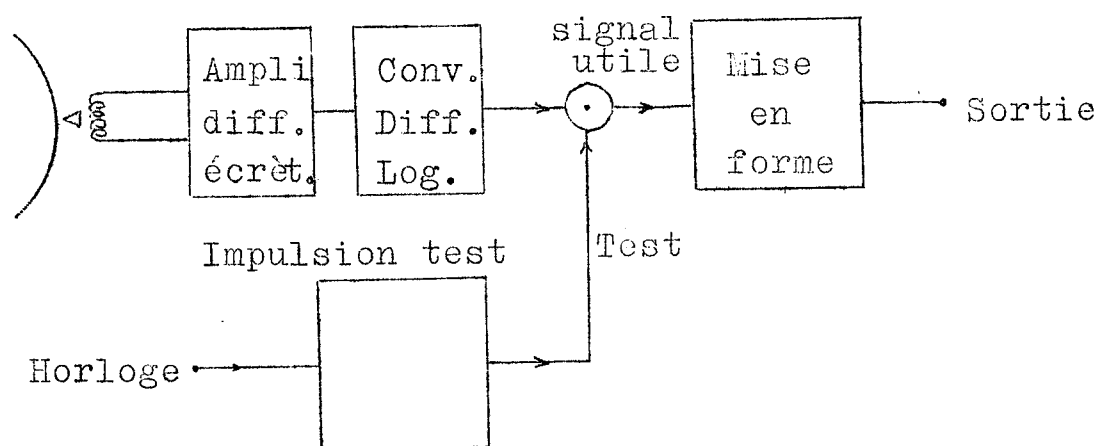 Ampli
diff.
écrèt.
Conv.
Diff.
Log.
signal
utile
Mise
en
forme
Sortie
Impulsion test
Test
Horloge